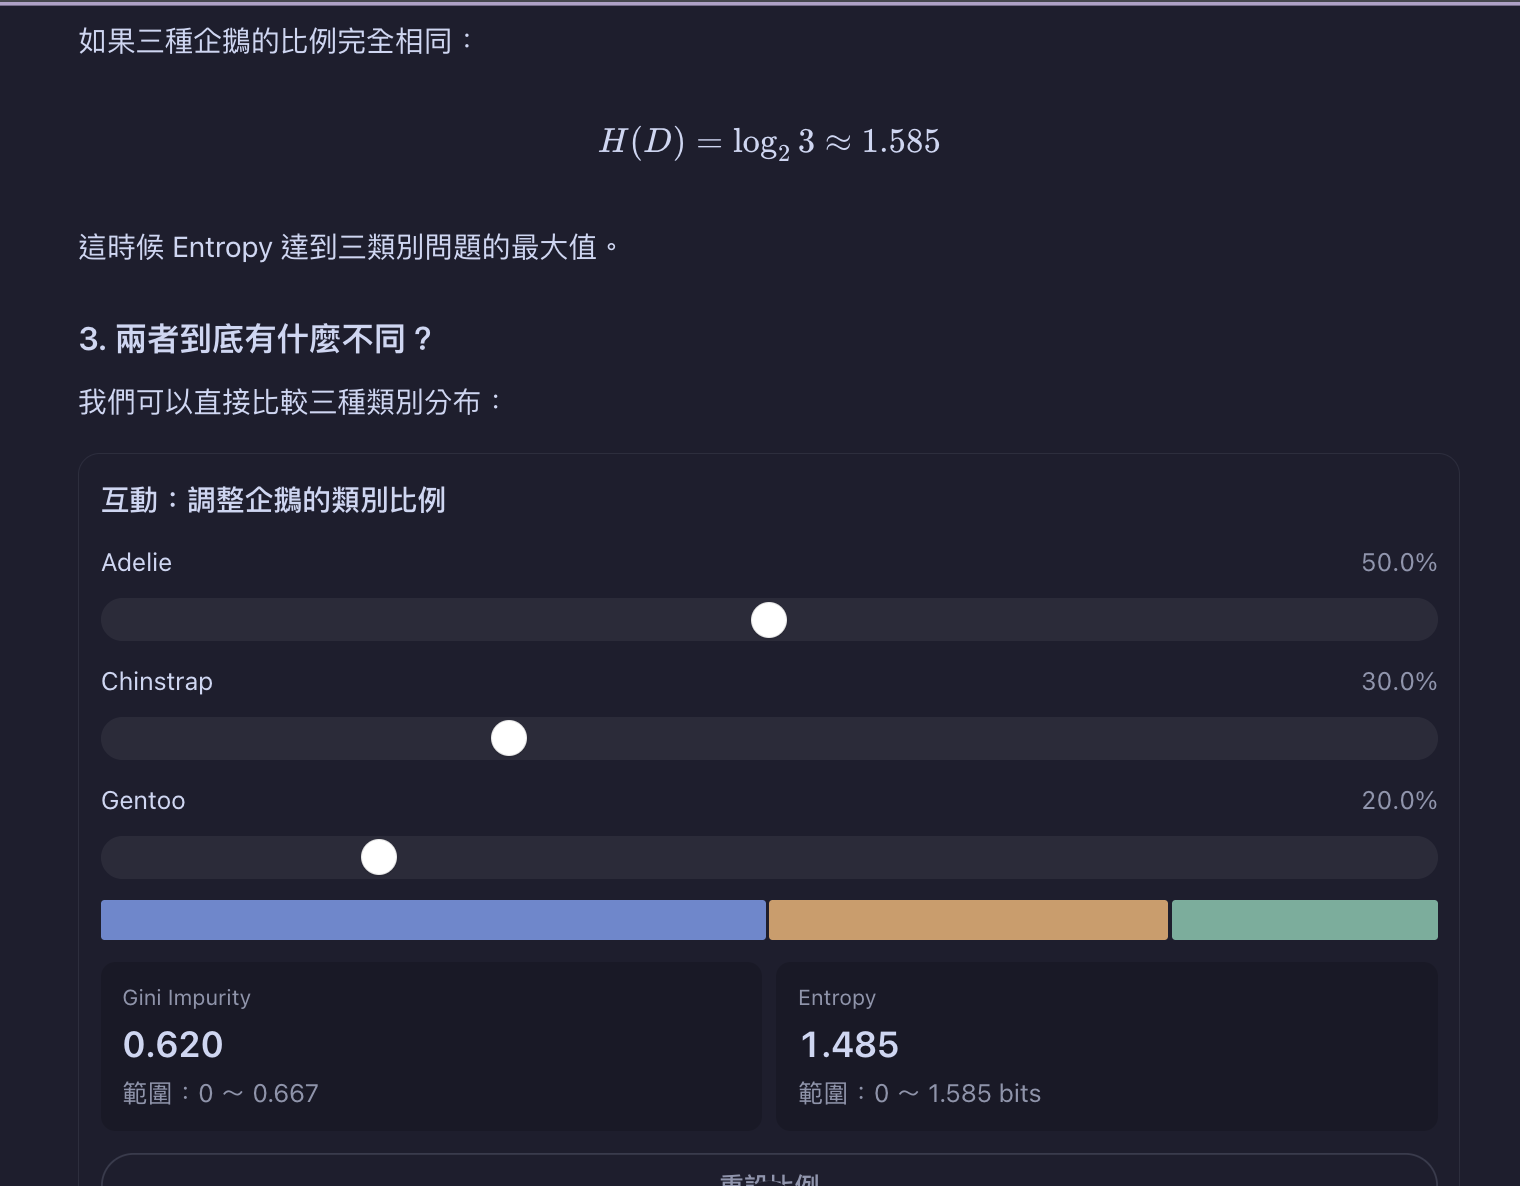 如果三種企鵝的比例完全相同：
H(D) = log₂ 3 ≈ 1.585
這時候 Entropy 達到三類別問題的最大值。
3. 兩者到底有什麼不同？
我們可以直接比較三種類別分布：
互動：調整企鵝的類別比例
Adelie 50.0%
Chinstrap 30.0%
Gentoo 20.0%
Gini Impurity
0.620
範圍：0 ～ 0.667
Entropy
1.485
範圍：0 ～ 1.585 bits
重設比例